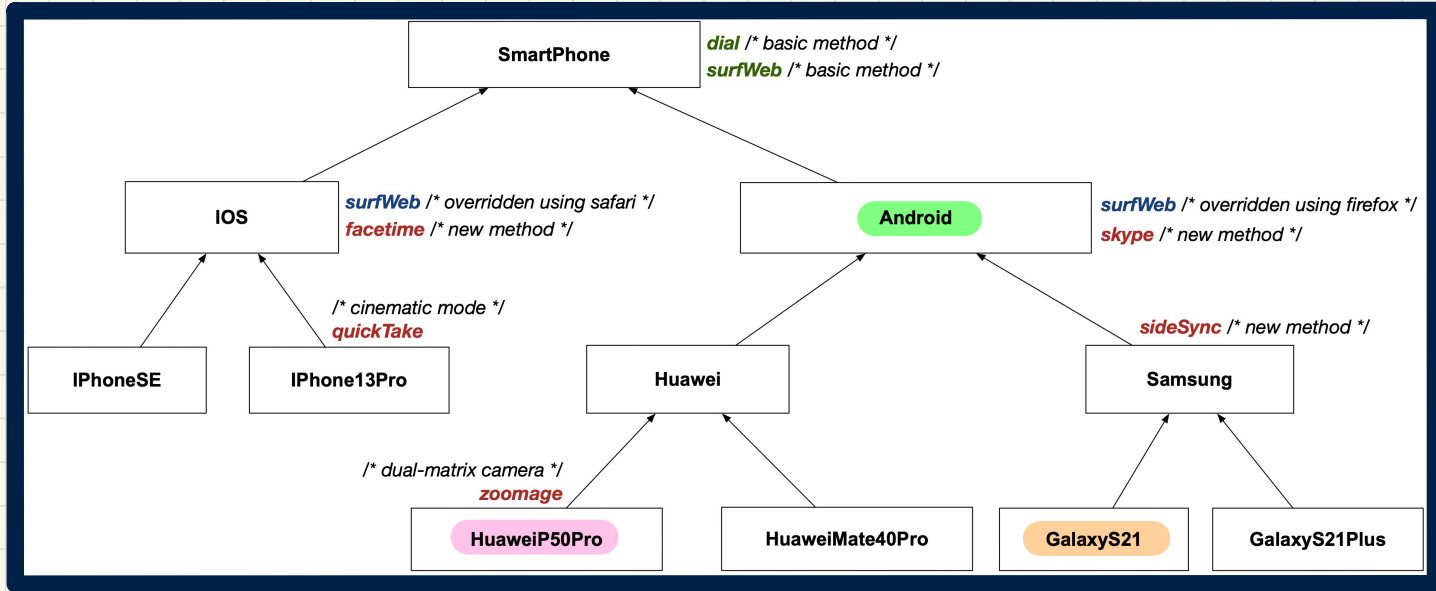 SmartPhone
dial /* basic method */
surfWeb /* basic method */
IOS
surfWeb /* overridden using safari */
facetime /* new method */
Android
surfWeb /* overridden using firefox */
skype /* new method */
/* cinematic mode */
quickTake
sideSync /* new method */
IPhoneSE
IPhone13Pro
Huawei
Samsung
/* dual-matrix camera */
zoomage
HuaweiP50Pro
HuaweiMate40Pro
GalaxyS21
GalaxyS21Plus